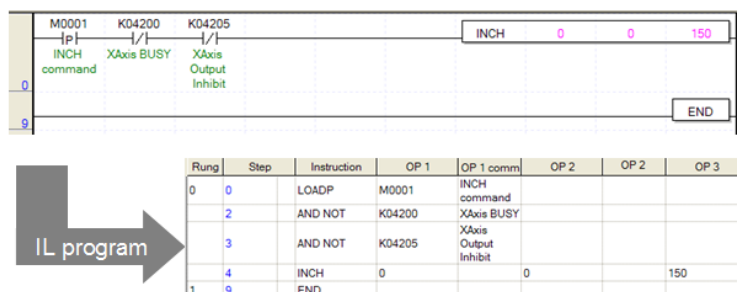 M0001 K04200 K04205
P
INCH 0 0 150
INCH command XAxis BUSY XAxis Output Inhibit
0
END
9
IL program
Rung Step Instruction OP 1 OP 1 comm OP 2 OP 2 OP 3
0 0 LOADP M0001 INCH command
2 AND NOT K04200 XAxis BUSY
3 AND NOT K04205 XAxis Output Inhibit
4 INCH 0 0 150
1 9 END